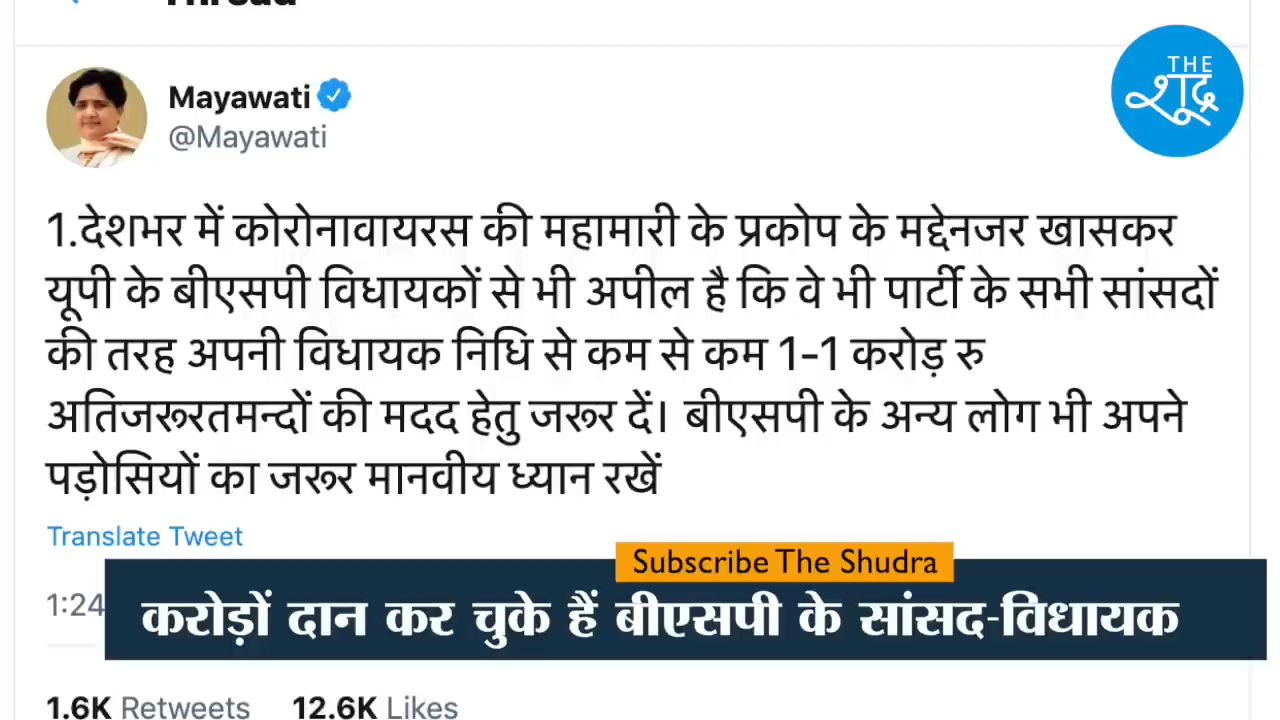 Thread
Mayawati
@Mayawati
THE
शूद्र
1.देशभर में कोरोनावायरस की महामारी के प्रकोप के मद्देनजर खासकर
यूपी के बीएसपी विधायकों से भी अपील है कि वे भी पार्टी के सभी सांसदों
की तरह अपनी विधायक निधि से कम से कम 1-1 करोड़ रु
अतिजरूरतमन्दों की मदद हेतु जरूर दें। बीएसपी के अन्य लोग भी अपने
पड़ोसियों का जरूर मानवीय ध्यान रखें
Translate Tweet
Subscribe The Shudra
1:24
करोड़ों दान कर चुके हैं बीएसपी के सांसद-विधायक
1.6K Retweets 12.6K Likes